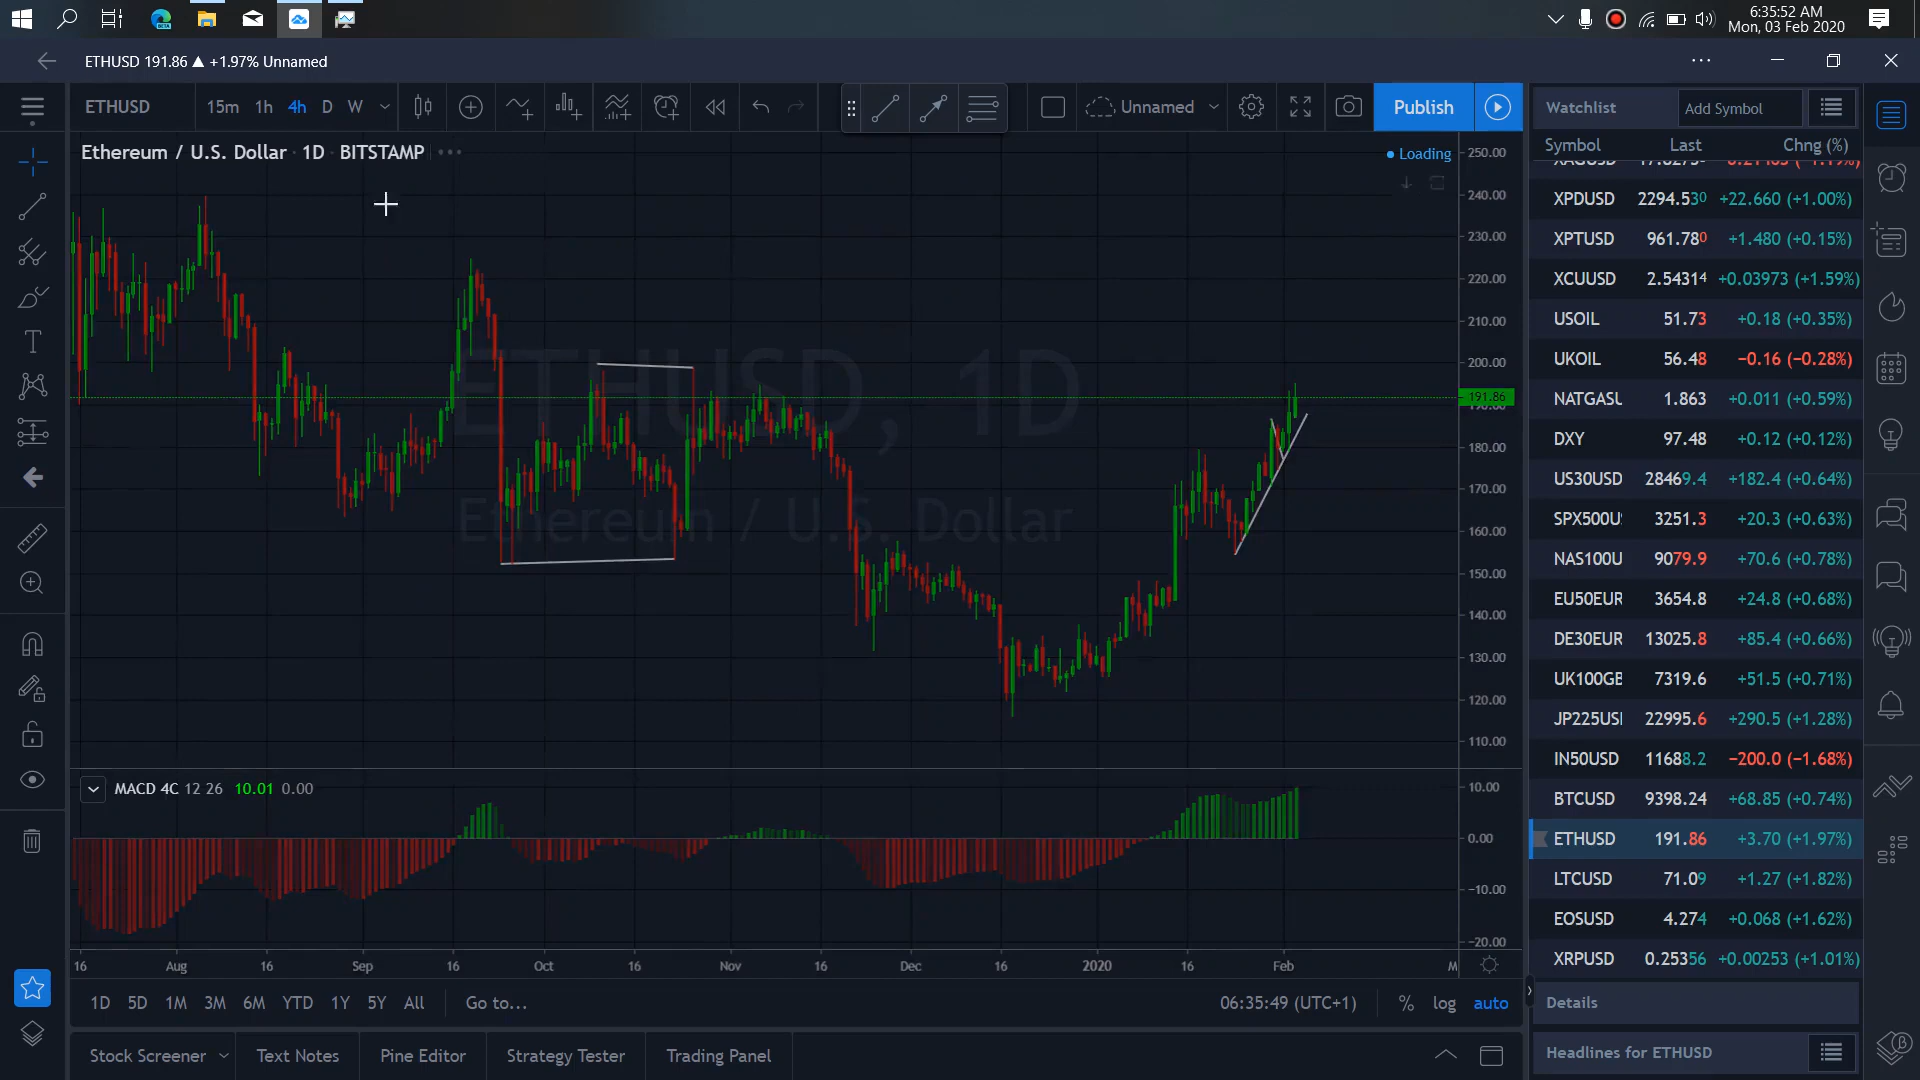 6:35:52 AM
Mon, 03 Feb 2020
ETHUSD 191.86 ▲ +1.97% Unnamed
ETHUSD 15m 1h 4h D W Unnamed Publish
Watchlist Add Symbol
Symbol Last Chng (%)
Ethereum / U.S. Dollar · 1D · BITSTAMP
Loading
ETHUSD, 1D
Ethereum / U.S. Dollar
250.00
240.00
230.00
220.00
210.00
200.00
191.86
190.00
180.00
170.00
160.00
150.00
140.00
130.00
120.00
110.00
MACD 4C 12 26 10.01 0.00
10.00
0.00
−10.00
−20.00
16 Aug 16 Sep 16 Oct 16 Nov 16 Dec 16 2020 16 Feb M
1D 5D 1M 3M 6M YTD 1Y 5Y All Go to...
06:35:49 (UTC+1) % log auto
Stock Screener Text Notes Pine Editor Strategy Tester Trading Panel
XPDUSD 2294.530 +22.660 (+1.00%)
XPTUSD 961.780 +1.480 (+0.15%)
XCUUSD 2.54314 +0.03973 (+1.59%)
USOIL 51.73 +0.18 (+0.35%)
UKOIL 56.48 −0.16 (−0.28%)
NATGASU 1.863 +0.011 (+0.59%)
DXY 97.48 +0.12 (+0.12%)
US30USD 28469.4 +182.4 (+0.64%)
SPX500U 3251.3 +20.3 (+0.63%)
NAS100U 9079.9 +70.6 (+0.78%)
EU50EUR 3654.8 +24.8 (+0.68%)
DE30EUR 13025.8 +85.4 (+0.66%)
UK100GB 7319.6 +51.5 (+0.71%)
JP225USI 22995.6 +290.5 (+1.28%)
IN50USD 11688.2 −200.0 (−1.68%)
BTCUSD 9398.24 +68.85 (+0.74%)
ETHUSD 191.86 +3.70 (+1.97%)
LTCUSD 71.09 +1.27 (+1.82%)
EOSUSD 4.274 +0.068 (+1.62%)
XRPUSD 0.25356 +0.00253 (+1.01%)
Details
Headlines for ETHUSD